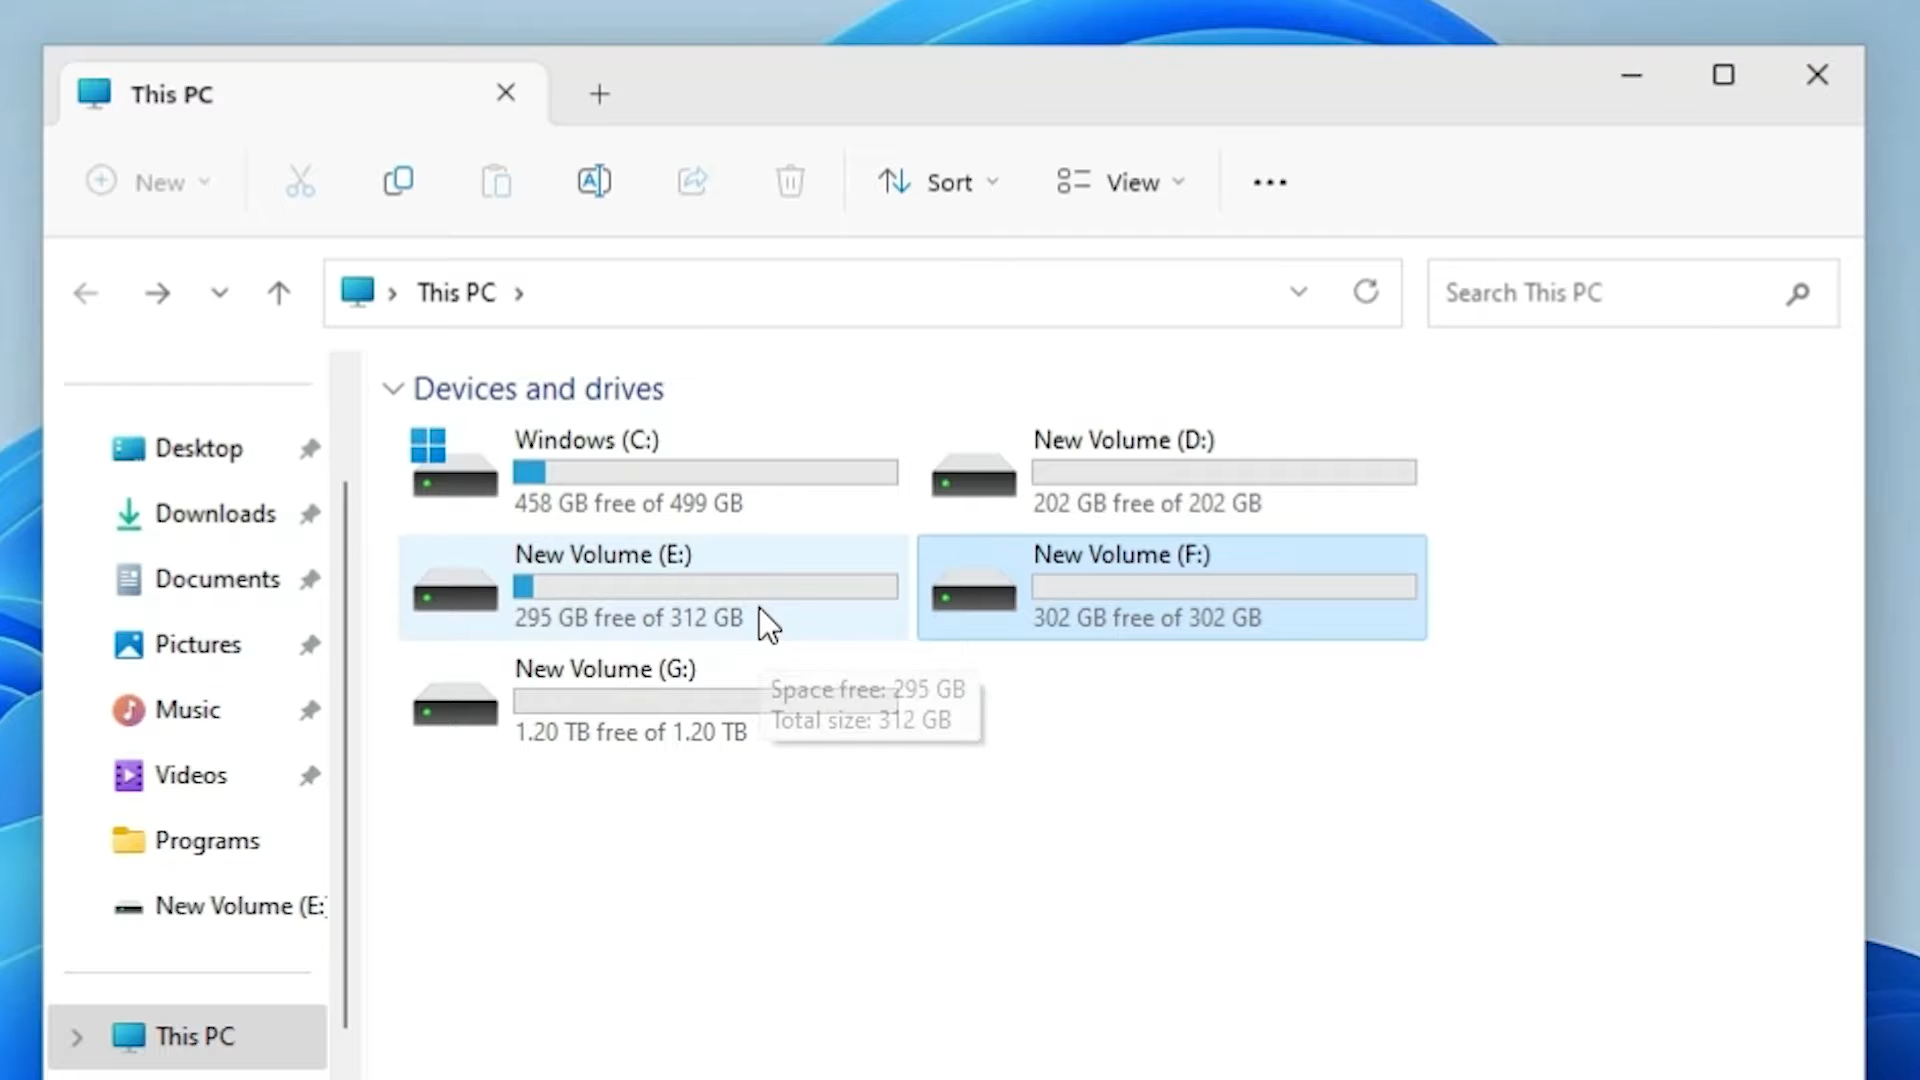 This PC
New
Sort
View
This PC
Search This PC
Desktop
Downloads
Documents
Pictures
Music
Videos
Programs
New Volume (E:
This PC
Devices and drives
Windows (C:)
458 GB free of 499 GB
New Volume (D:)
202 GB free of 202 GB
New Volume (E:)
295 GB free of 312 GB
New Volume (F:)
302 GB free of 302 GB
New Volume (G:)
1.20 TB free of 1.20 TB
Space free: 295 GB
Total size: 312 GB